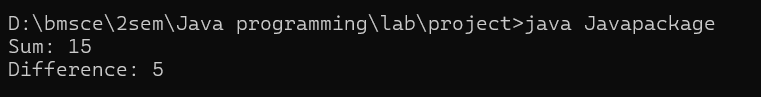 D:\bmsce\2sem\Java programming\lab\project>java Javapackage
Sum: 15
Difference: 5